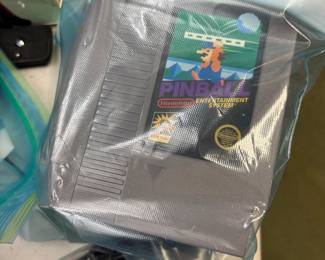 PINBALL
Nintendo
ENTERTAINMENT
SYSTEM